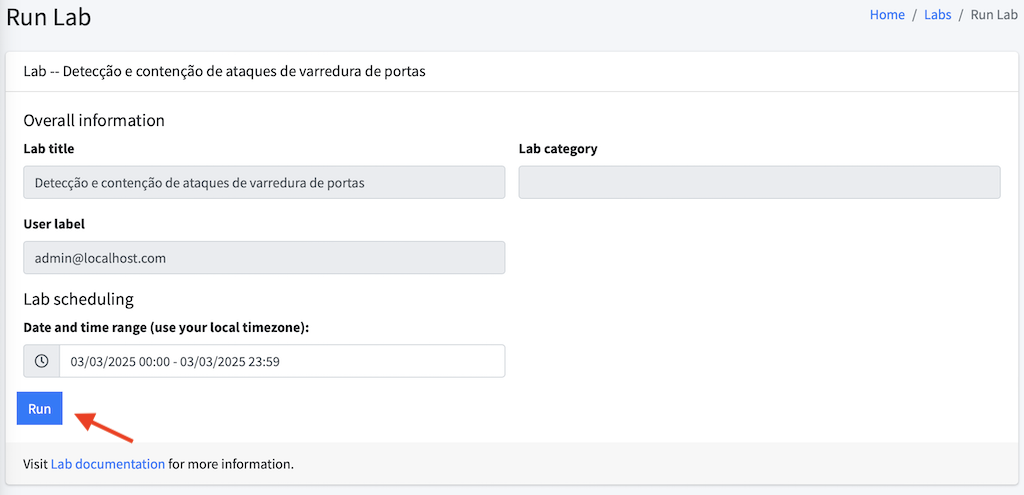 Run Lab
Home / Labs / Run Lab
Lab -- Detecção e contenção de ataques de varredura de portas
Overall information
Lab title
Lab category
Detecção e contenção de ataques de varredura de portas
User label
admin@localhost.com
Lab scheduling
Date and time range (use your local timezone):
03/03/2025 00:00 - 03/03/2025 23:59
Run
Visit Lab documentation for more information.